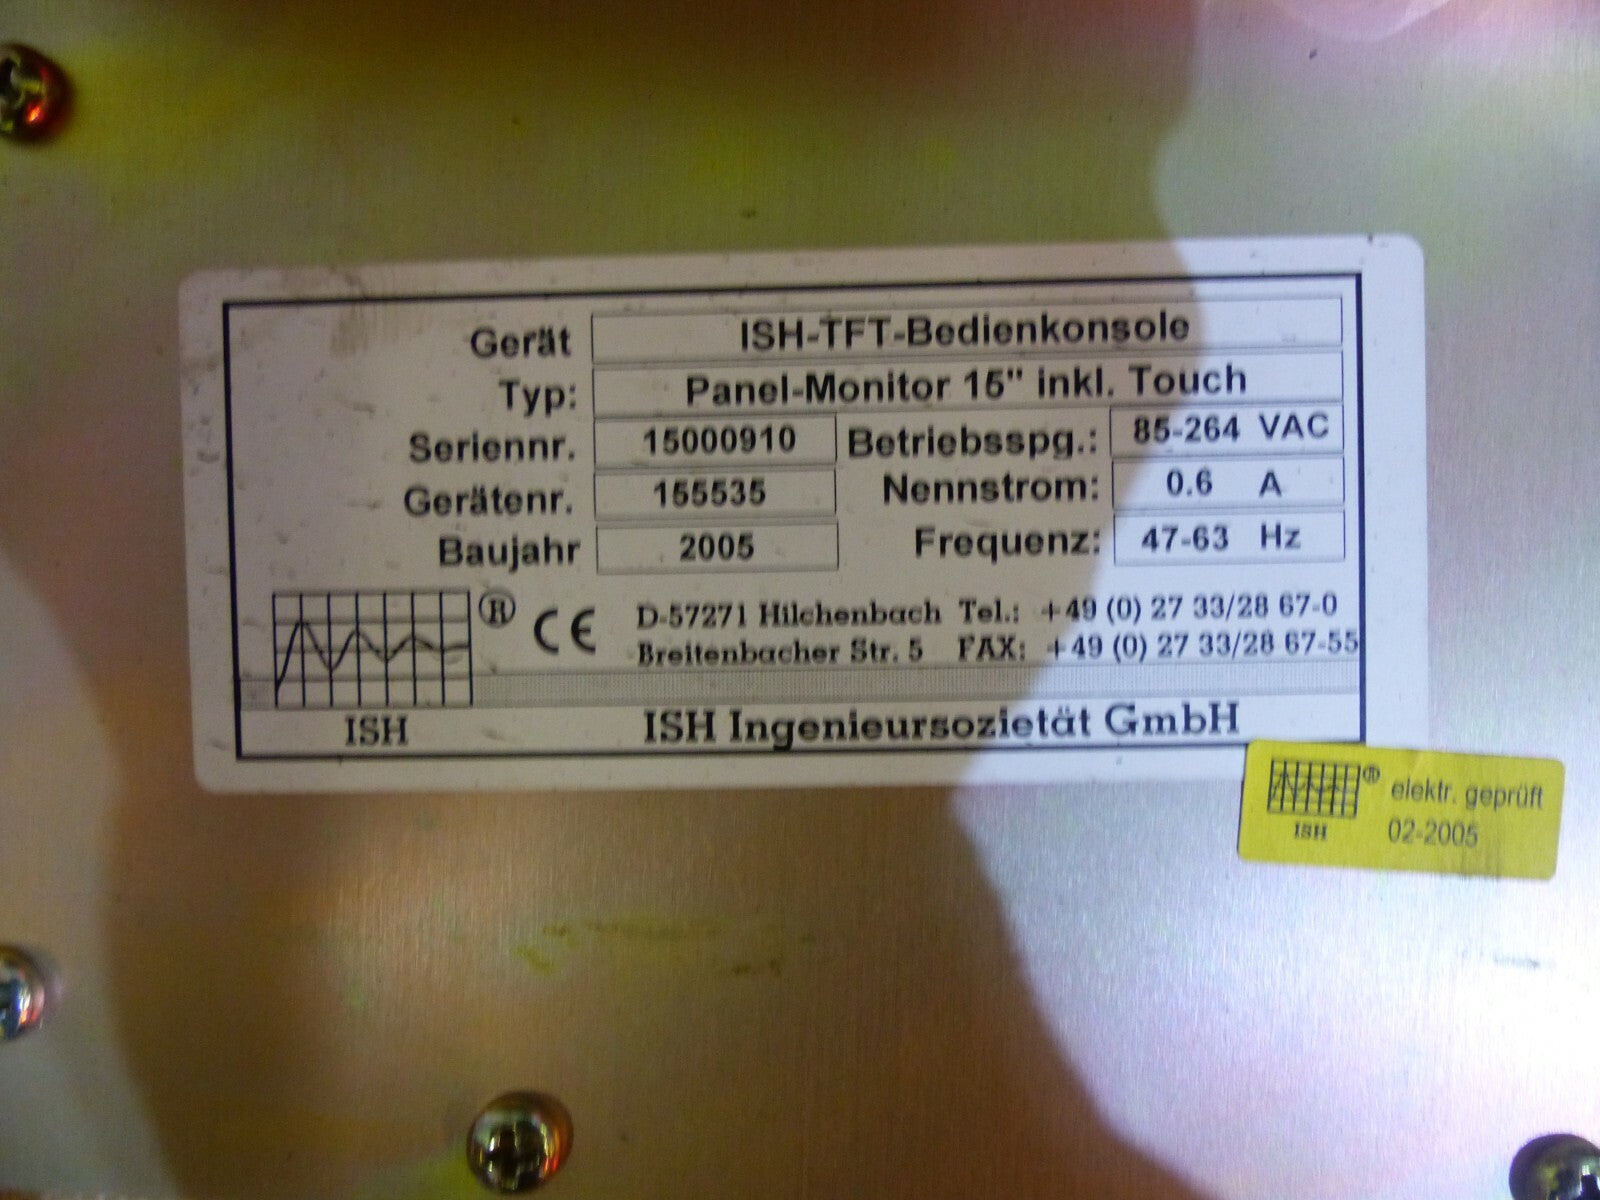 Gerät ISH-TFT-Bedienkonsole
Typ: Panel-Monitor 15" inkl. Touch
Seriennr. 15000910 Betriebsspg.: 85-264 VAC
Gerätenr. 155535 Nennstrom: 0.6 A
Baujahr 2005 Frequenz: 47-63 Hz
® CE D-57271 Hilchenbach Tel.: +49 (0) 27 33/28 67-0
Breitenbacher Str. 5 FAX: +49 (0) 27 33/28 67-55
ISH ISH Ingenieursozietät GmbH
® elektr. geprüft
ISH 02-2005